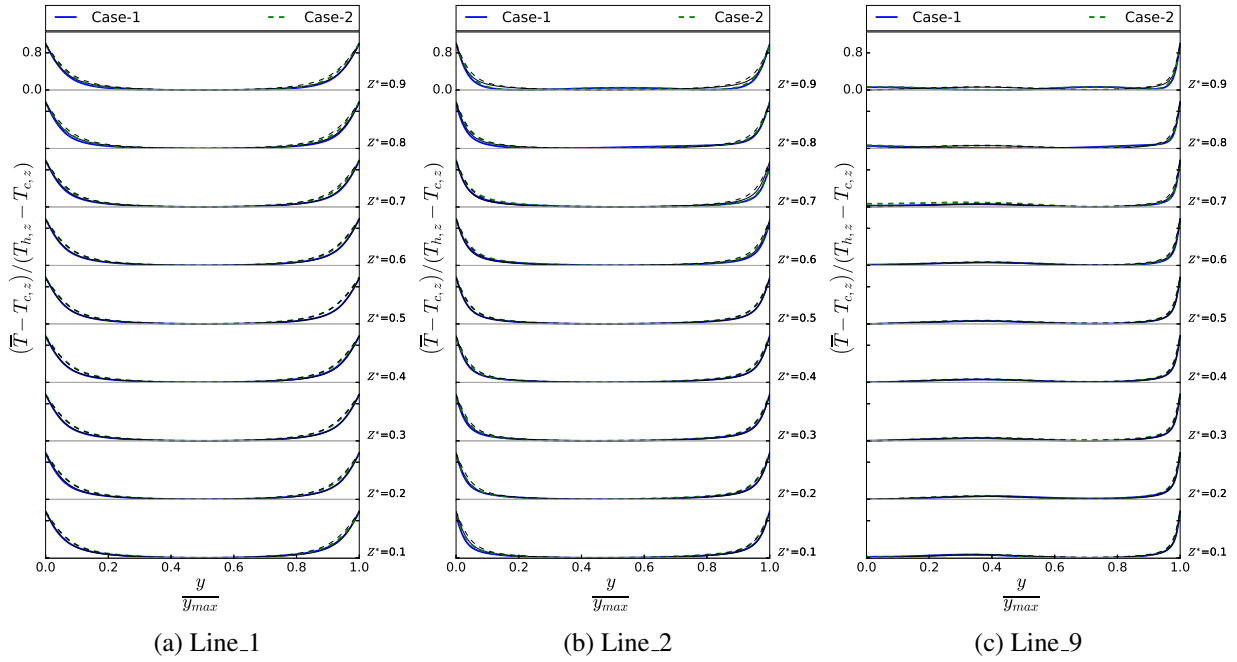 Case-1 Case-2
0.8
0.0
Z*=0.9
Z*=0.8
Z*=0.7
Z*=0.6
Z*=0.5
Z*=0.4
Z*=0.3
Z*=0.2
Z*=0.1
(T̅ − T_{c,z})/(T_{h,z} − T_{c,z})
0.0 0.2 0.4 0.6 0.8 1.0
y
y_{max}
(a) Line_1
Case-1 Case-2
0.8
0.0
Z*=0.9
Z*=0.8
Z*=0.7
Z*=0.6
Z*=0.5
Z*=0.4
Z*=0.3
Z*=0.2
Z*=0.1
(T̅ − T_{c,z})/(T_{h,z} − T_{c,z})
0.0 0.2 0.4 0.6 0.8 1.0
y
y_{max}
(b) Line_2
Case-1 Case-2
0.8
0.0
Z*=0.9
Z*=0.8
Z*=0.7
Z*=0.6
Z*=0.5
Z*=0.4
Z*=0.3
Z*=0.2
Z*=0.1
(T̅ − T_{c,z})/(T_{h,z} − T_{c,z})
0.0 0.2 0.4 0.6 0.8 1.0
y
y_{max}
(c) Line_9